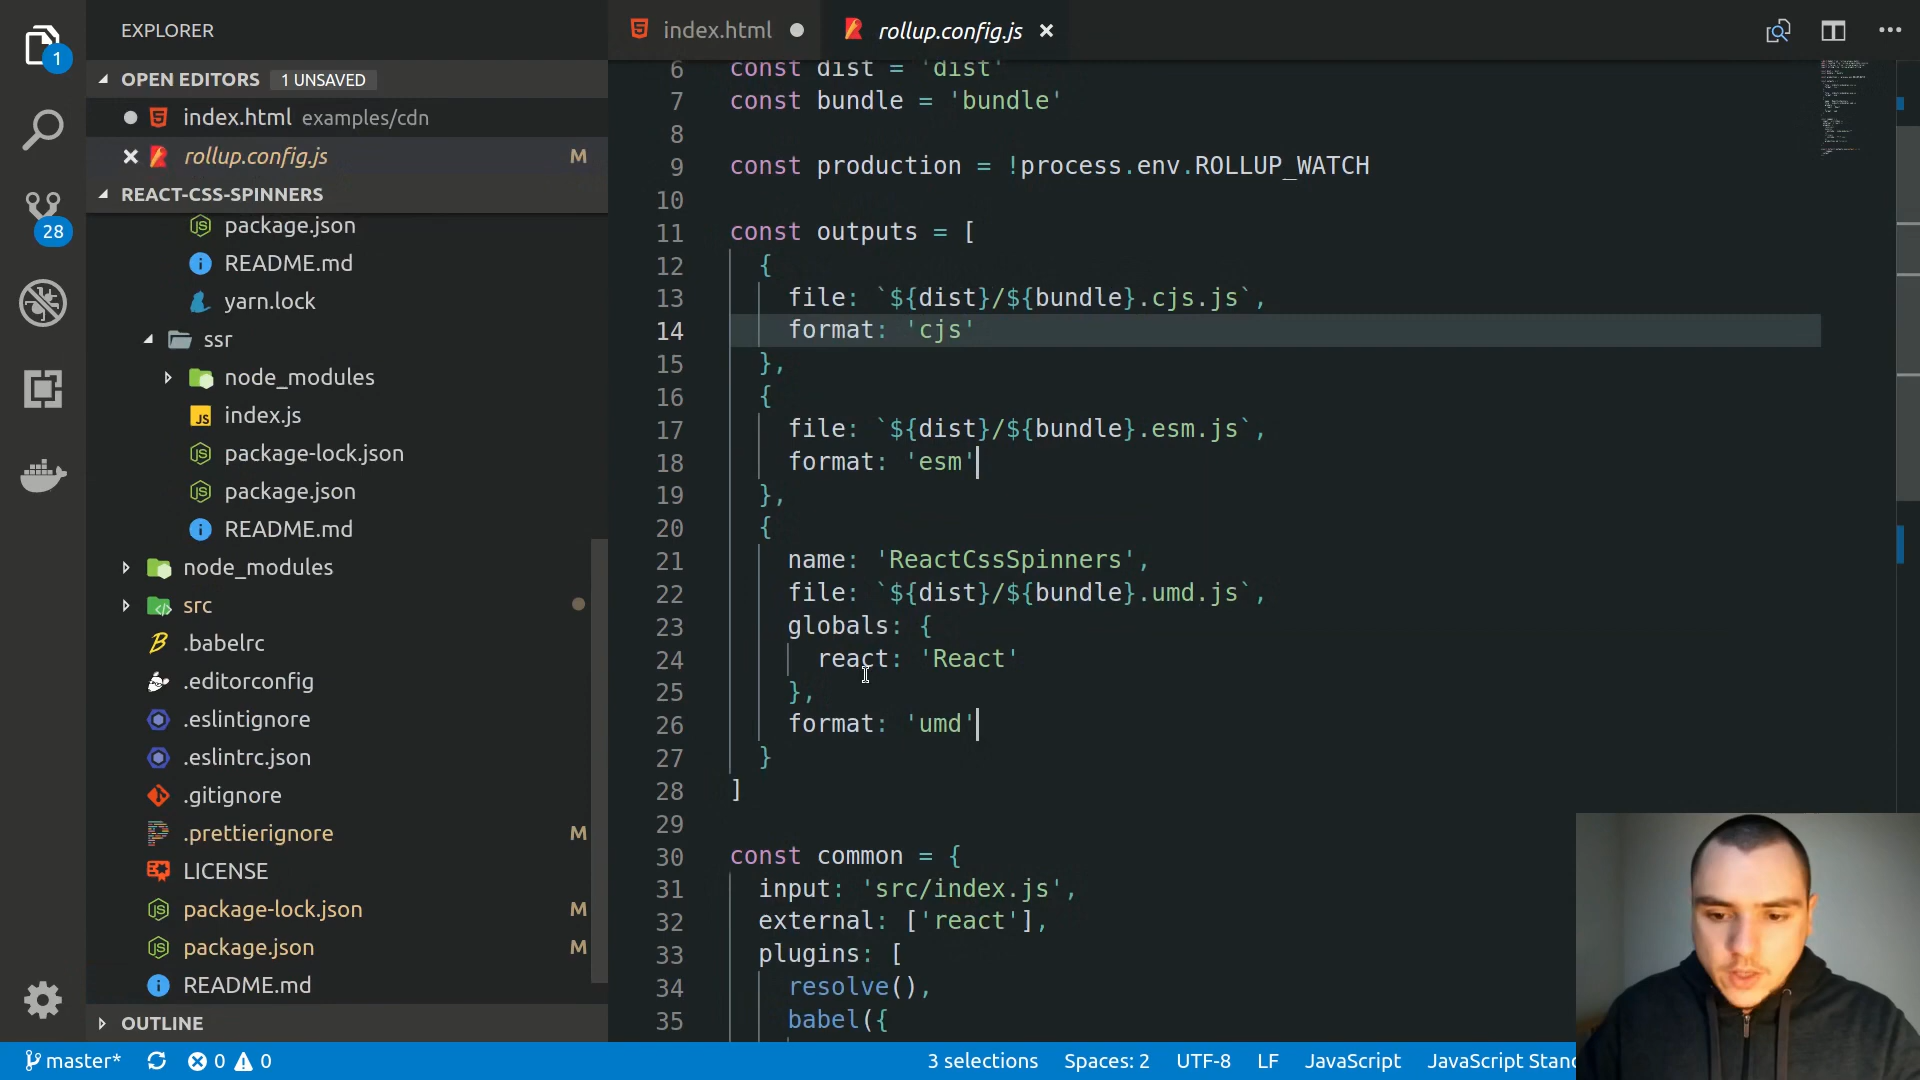 EXPLORER
OPEN EDITORS 1 UNSAVED
index.html examples/cdn
rollup.config.js M
REACT-CSS-SPINNERS
package.json
README.md
yarn.lock
ssr
node_modules
index.js
package-lock.json
package.json
README.md
node_modules
src
.babelrc
.editorconfig
.eslintignore
.eslintrc.json
.gitignore
.prettierignore M
LICENSE
package-lock.json M
package.json M
README.md
OUTLINE
1
28
index.html
rollup.config.js
6 const dist = 'dist'
7 const bundle = 'bundle'
8
9 const production = !process.env.ROLLUP_WATCH
10
11 const outputs = [
12 {
13 file: `${dist}/${bundle}.cjs.js`,
14 format: 'cjs'
15 },
16 {
17 file: `${dist}/${bundle}.esm.js`,
18 format: 'esm'
19 },
20 {
21 name: 'ReactCssSpinners',
22 file: `${dist}/${bundle}.umd.js`,
23 globals: {
24 react: 'React'
25 },
26 format: 'umd'
27 }
28 ]
29
30 const common = {
31 input: 'src/index.js',
32 external: ['react'],
33 plugins: [
34 resolve(),
35 babel({
master* 0 0 3 selections Spaces: 2 UTF-8 LF JavaScript JavaScript Stand